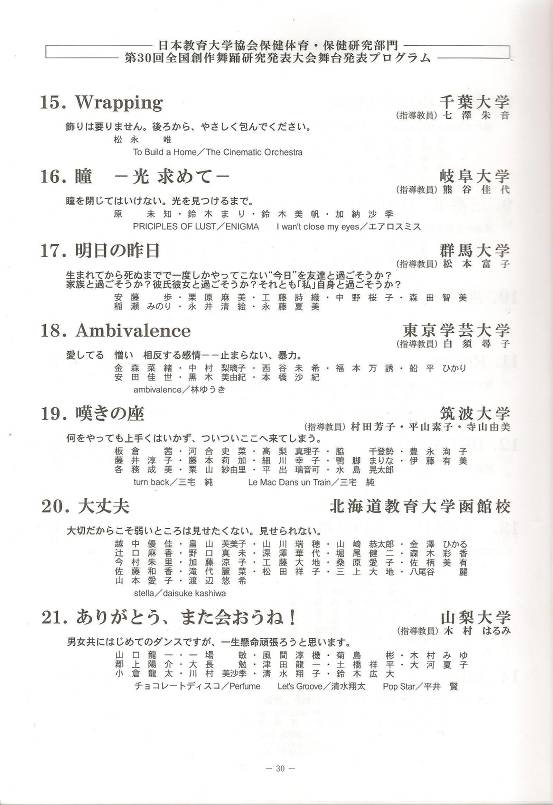 日本教育大学協会保健体育・保健研究部門
第30回全国創作舞踊研究発表大会舞台発表プログラム
15. Wrapping 千葉大学
(指導教員) 七澤朱音
飾りは要りません。後ろから、やさしく包んでください。
松永 唯
To Build a Home／The Cinematic Orchestra
16. 瞳 －光 求めて－ 岐阜大学
(指導教員) 熊谷佳代
瞳を閉じてはいけない。光を見つけるまで。
原 未知・鈴木まり・鈴木美帆・加納沙季
PRICIPLES OF LUST／ENIGMA I wan't close my eyes／エアロスミス
17. 明日の昨日 群馬大学
(指導教員) 松本富子
生まれてから死ぬまでで一度しかやってこない“今日”を友達と過ごそうか?
家族と過ごそうか?彼氏彼女と過ごそうか?それとも「私」自身と過ごそうか?
安藤 歩・栗原麻美・工藤詩織・中野桜子・森田智美
稲瀬みのり・永井清絵・永藤夏美
18. Ambivalence 東京学芸大学
(指導教員) 白須尋子
愛してる 憎い 相反する感情－－止まらない、暴力。
金森菜緒・中村梨璃子・西谷未希・福本万誘・船平ひかり
安田佳世・黒木美由紀・本橋沙紀
ambivalence／林ゆうき
19. 嘆きの座 筑波大学
(指導教員) 村田芳子・平山素子・寺山由美
何をやっても上手くはいかず、ついついここへ来てしまう。
板倉 茜・河合史菜・高梨真理子・脇 千登勢・豊永洵子
藤井淳子・藤本莉加・細川幸子・鴨脚まりな・伊藤有美
各務成美・栗山紗由里・平出瑞音可・水島晃太郎
turn back／三宅 純 Le Mac Dans un Train／三宅 純
20. 大丈夫 北海道教育大学函館校
大切だからこそ弱いところは見せたくない。見せられない。
越中優佳・畠山芙美子・山川瑞穂・山崎恭太郎・金澤ひかる
辻口麻香・野口真未・深澤華代・堀尾健二・森木彩香
今村朱里・加藤涼子・工藤大地・桑原愛子・佐柄美有
佐藤和香・滝代麗菜・松田祥子・三上大地・八尾谷 麗
山本愛子・渡辺悠希
stella／daisuke kashiwa
21. ありがとう、また会おうね！ 山梨大学
(指導教員) 木村はるみ
男女共にはじめてのダンスですが、一生懸命頑張ろうと思います。
山口龍一・一場 敏・風間淳機・菊島 彬・木村みゆ
郡上陽介・大長 勉・津田龍一・土橋祥平・大河夏子
小倉龍太・川村美沙季・清水翔子・鈴木広大
チョコレートディスコ／Perfume Let's Groove／清水翔太 Pop Star／平井 賢
－ 30 －